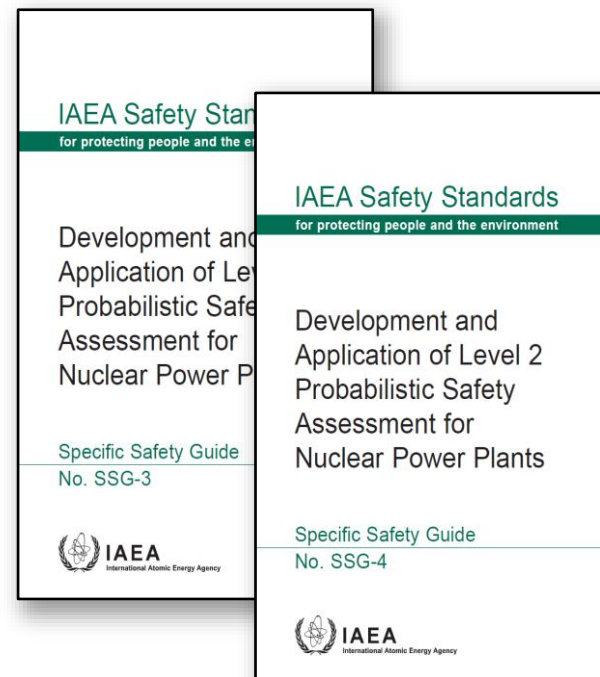 IAEA Safety Stan
for protecting people and the e
Development and
Application of Lev
Probabilistic Safe
Assessment for
Nuclear Power P
Specific Safety Guide
No. SSG-3
IAEA
International Atomic Energy Agency
IAEA Safety Standards
for protecting people and the environment
Development and
Application of Level 2
Probabilistic Safety
Assessment for
Nuclear Power Plants
Specific Safety Guide
No. SSG-4
IAEA
International Atomic Energy Agency